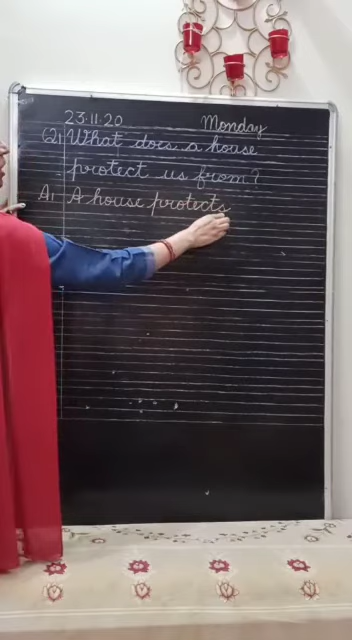 23.11.20 Monday
Q1 What does a house
protect us from?
A1 A house protects